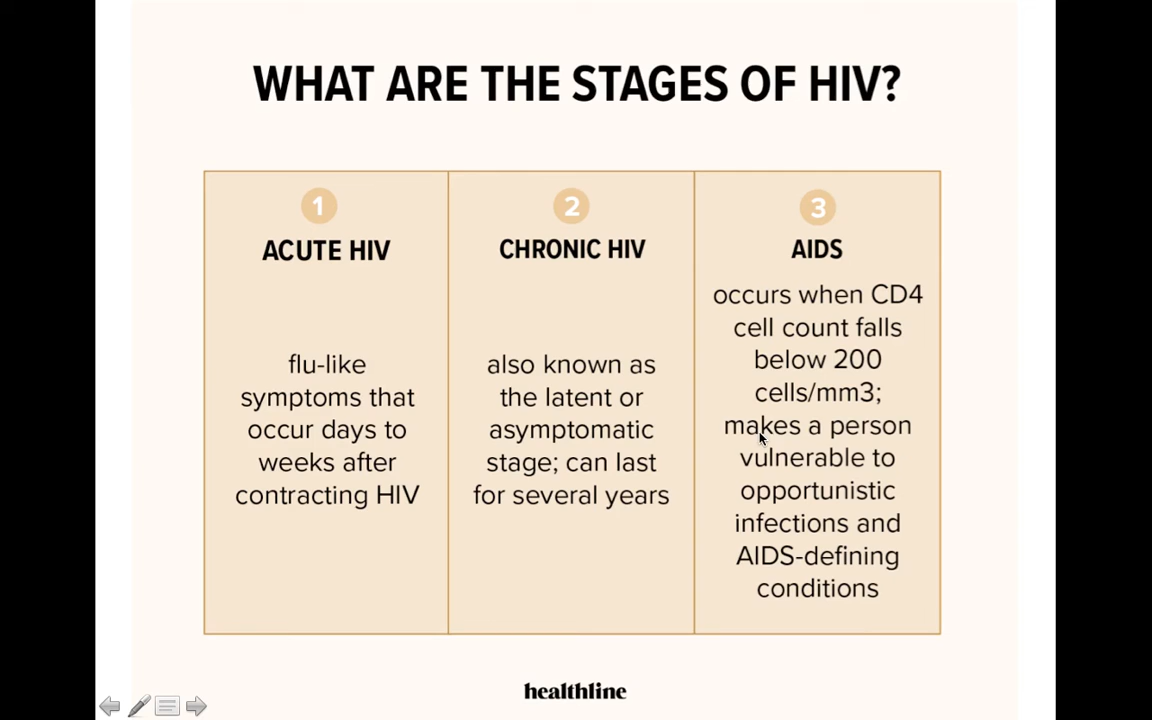 WHAT ARE THE STAGES OF HIV?
1
ACUTE HIV
flu-like
symptoms that
occur days to
weeks after
contracting HIV
2
CHRONIC HIV
also known as
the latent or
asymptomatic
stage; can last
for several years
3
AIDS
occurs when CD4
cell count falls
below 200
cells/mm3;
makes a person
vulnerable to
opportunistic
infections and
AIDS-defining
conditions
healthline